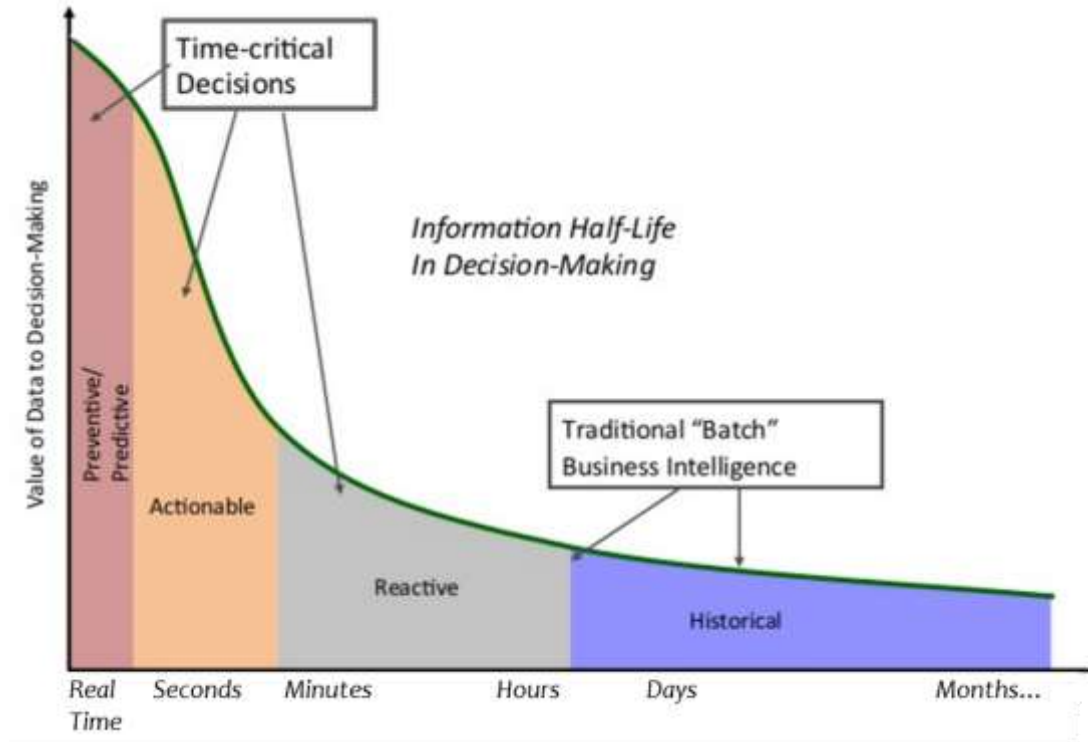 Time-critical
Decisions
Information Half-Life
In Decision-Making
Value of Data to Decision-Making
Preventive/
Predictive
Actionable
Traditional “Batch”
Business Intelligence
Reactive
Historical
Real Seconds Minutes Hours Days Months...
Time